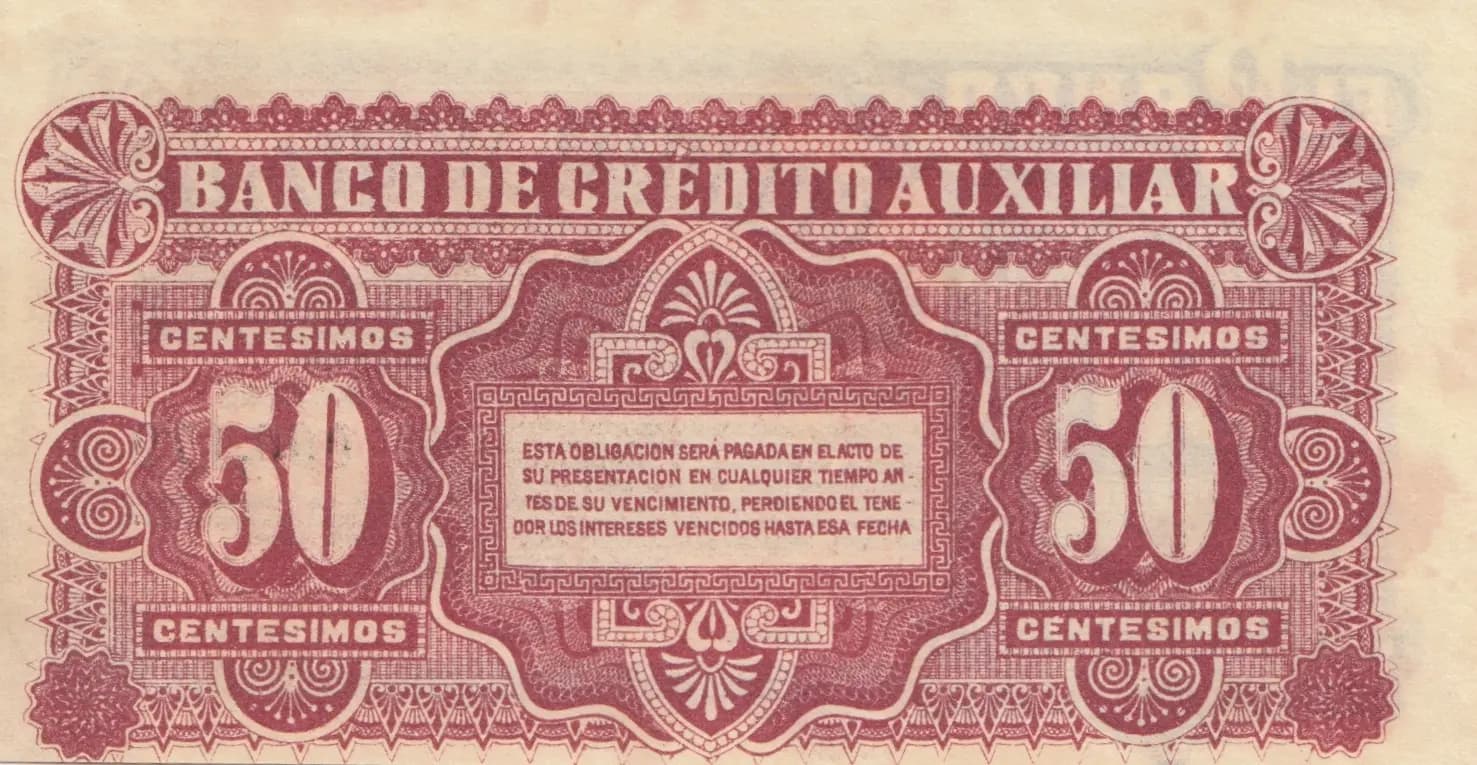 BANCO DE CRÉDITO AUXILIAR
CENTESIMOS CENTESIMOS
50 50
ESTA OBLIGACION SERÁ PAGADA EN EL ACTO DE
SU PRESENTACION EN CUALQUIER TIEMPO AN-
TES DE SU VENCIMIENTO, PERDIENDO EL TENE-
DOR LOS INTERESES VENCIDOS HASTA ESA FECHA
CENTESIMOS CENTESIMOS